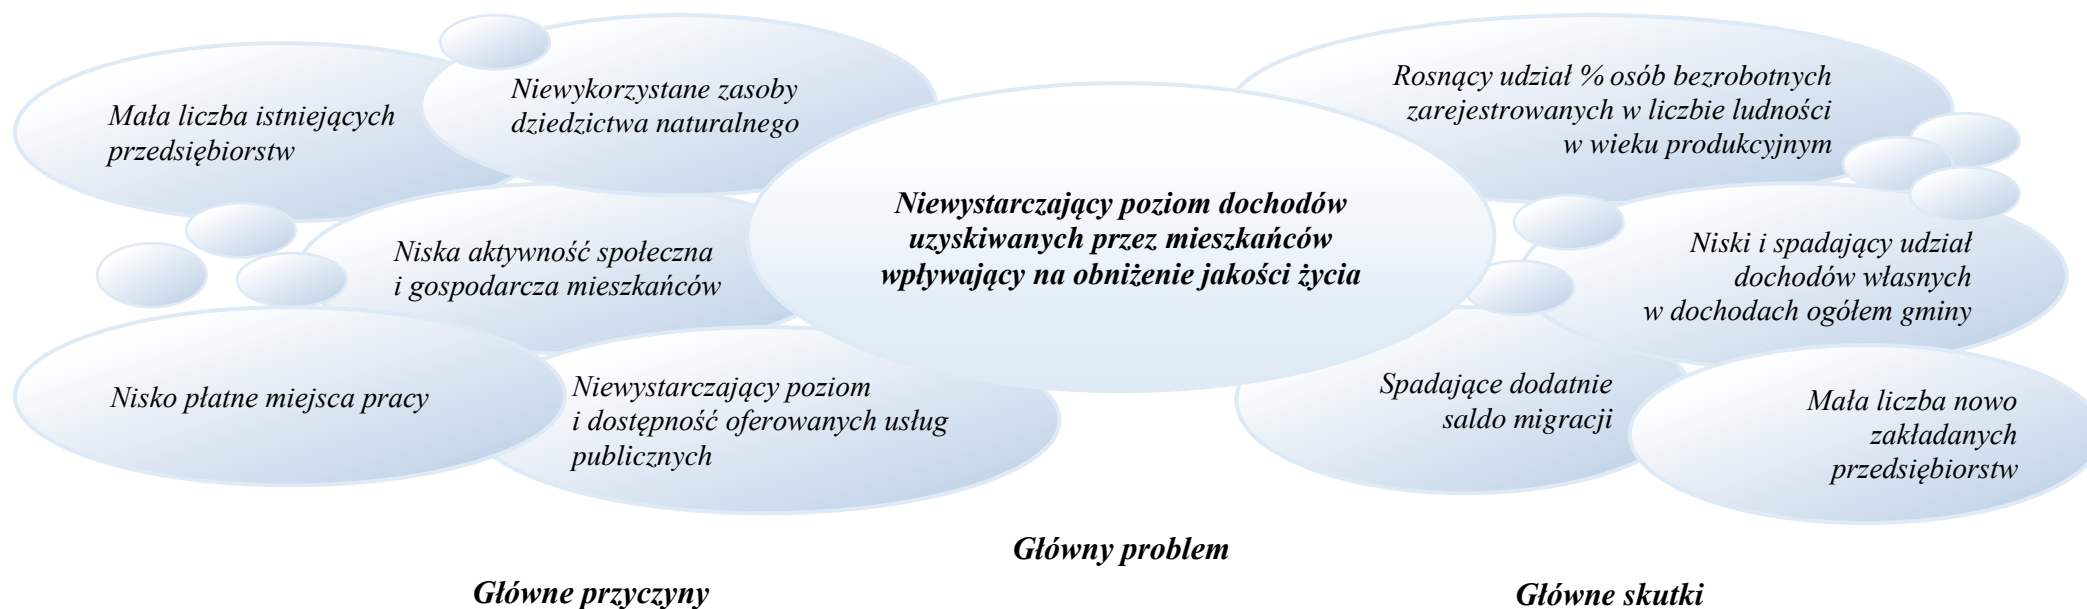 Mała liczba istniejących
przedsiębiorstw
Niewykorzystane zasoby
dziedzictwa naturalnego
Niska aktywność społeczna
i gospodarcza mieszkańców
Nisko płatne miejsca pracy
Niewystarczający poziom
i dostępność oferowanych usług
publicznych
Niewystarczający poziom dochodów
uzyskiwanych przez mieszkańców
wpływający na obniżenie jakości życia
Rosnący udział % osób bezrobotnych
zarejestrowanych w liczbie ludności
w wieku produkcyjnym
Niski i spadający udział
dochodów własnych
w dochodach ogółem gminy
Spadające dodatnie
saldo migracji
Mała liczba nowo
zakładanych
przedsiębiorstw
Główny problem
Główne przyczyny
Główne skutki